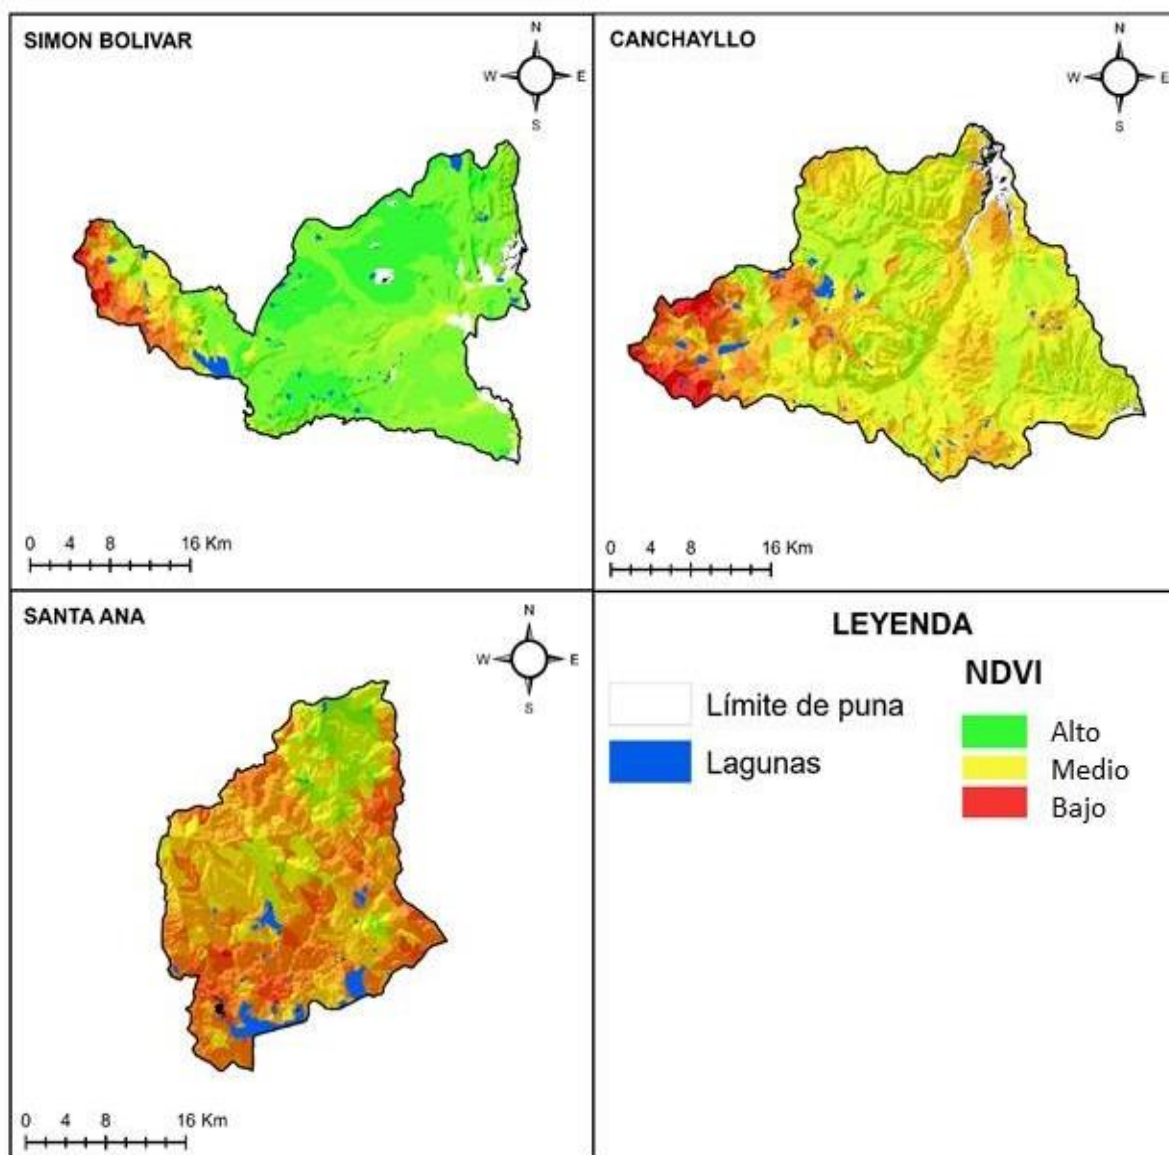 SIMON BOLIVAR
N
W E
S
0 4 8 16 Km
CANCHAYLLO
N
W E
S
0 4 8 16 Km
SANTA ANA
N
W E
S
0 4 8 16 Km
LEYENDA
Límite de puna
Lagunas
NDVI
Alto
Medio
Bajo